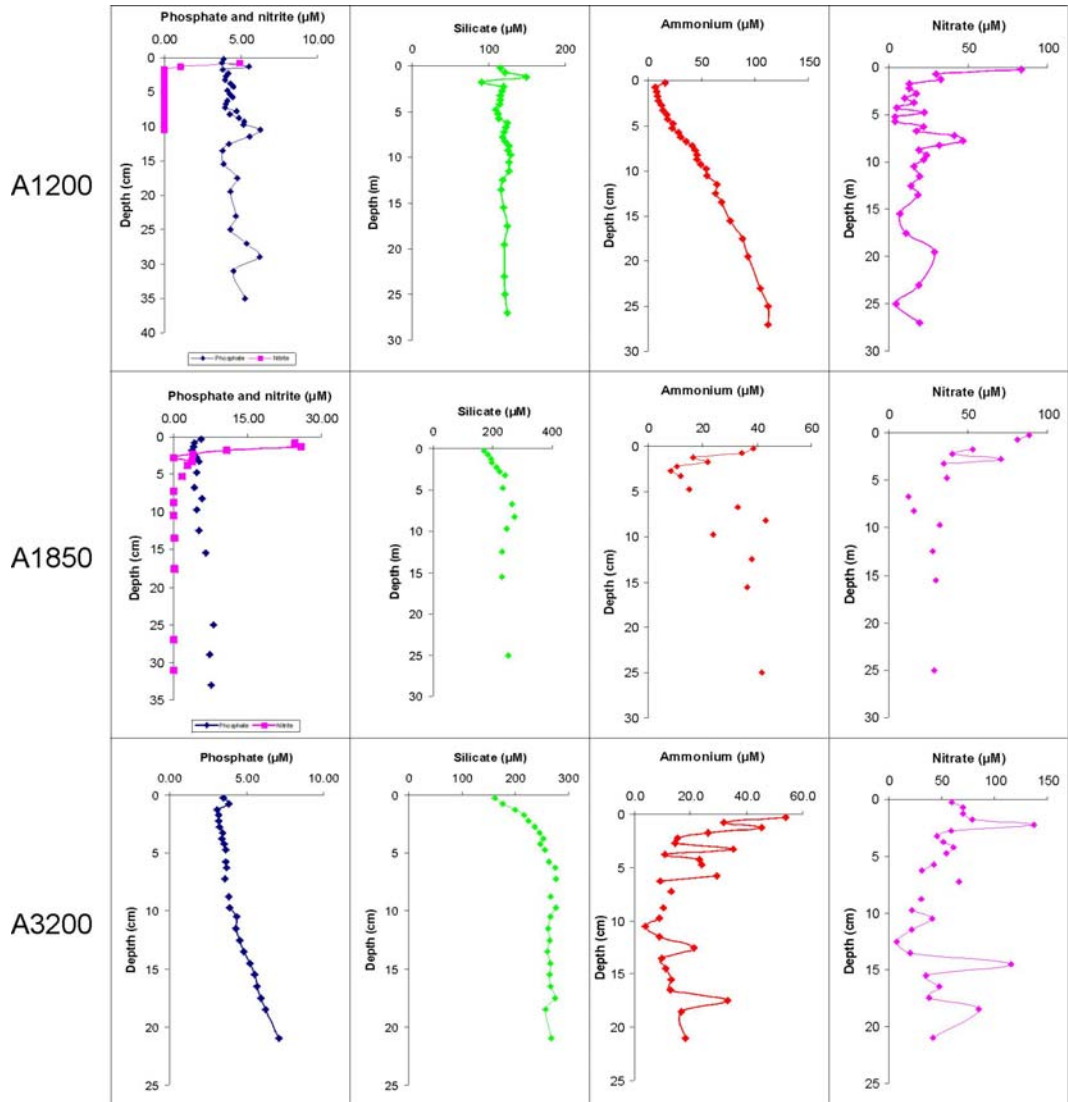 A1200
Phosphate and nitrite (µM)
0.00 5.00 10.00
Depth (cm)
0
5
10
15
20
25
30
35
40
Phosphate Nitrite
Silicate (µM)
0 100 200
Depth (m)
0
5
10
15
20
25
30
Ammonium (µM)
0 50 100 150
Depth (cm)
0
5
10
15
20
25
30
Nitrate (µM)
0 50 100
Depth (m)
0
5
10
15
20
25
30
A1850
Phosphate and nitrite (µM)
0.00 15.00 30.00
Depth (cm)
0
5
10
15
20
25
30
35
Phosphate Nitrite
Silicate (µM)
0 200 400
Depth (m)
0
5
10
15
20
25
30
Ammonium (µM)
0 20 40 60
Depth (cm)
0
5
10
15
20
25
30
Nitrate (µM)
0 50 100
Depth (m)
0
5
10
15
20
25
30
A3200
Phosphate (µM)
0.00 5.00 10.00
Deptrh (cm)
0
5
10
15
20
25
Silicate (µM)
0 100 200 300
Depth (cm)
0
5
10
15
20
25
Ammonium (µM)
0.0 20.0 40.0 60.0
Depth (cm)
0
5
10
15
20
25
Nitrate (µM)
0 50 100 150
Depth (cm)
0
5
10
15
20
25